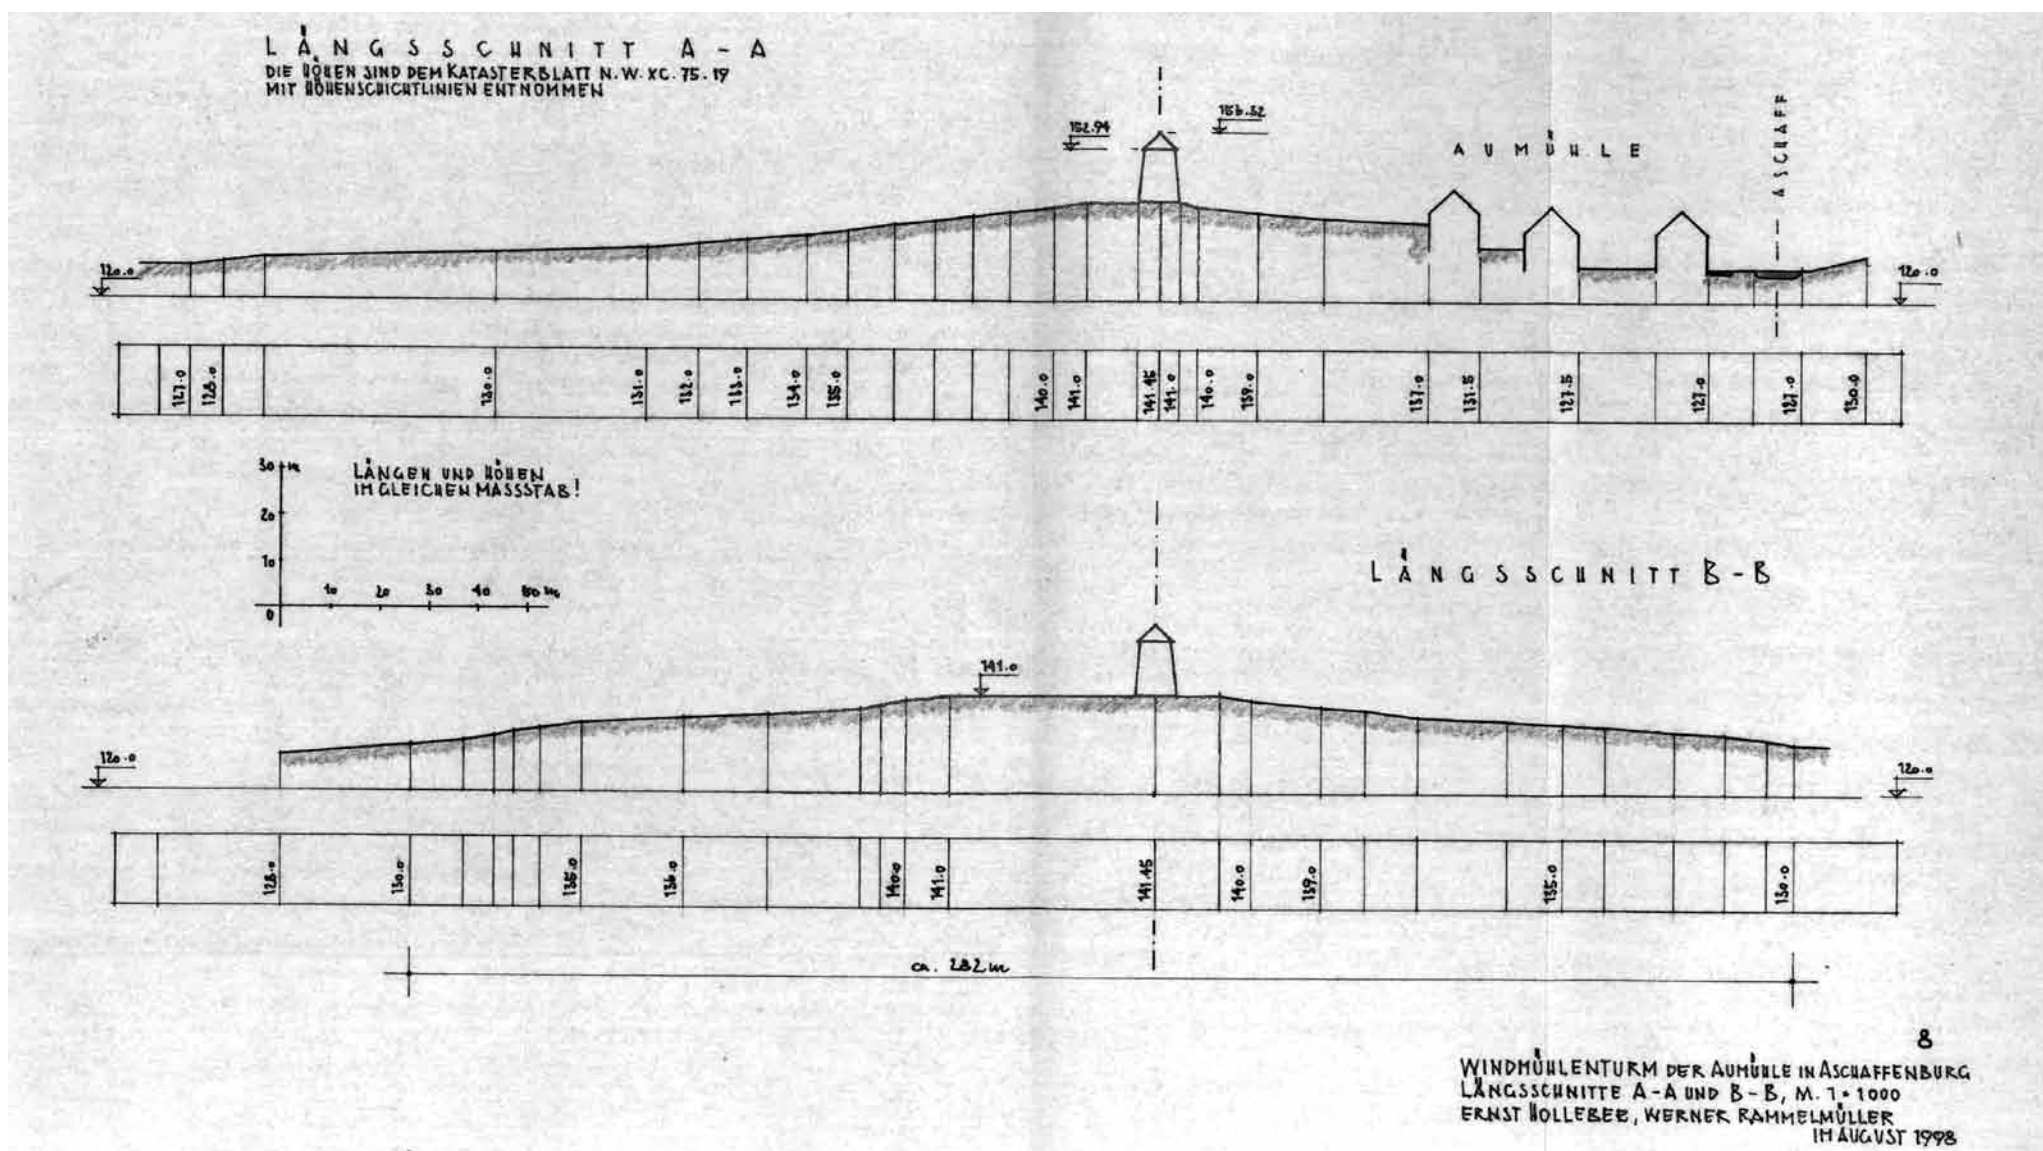 LÄNGSSCHNITT A-A
DIE HÖHEN SIND DEM KATASTERBLATT N.W. XC. 75.19
MIT HÖHENSCHICHTLINIEN ENTNOMMEN
152.94
156.32
AUMÜHLE
ASCHAFF
120.0
120.0
127.0 128.0 130.0 131.0 132.0 133.0 134.0 135.0 140.0 141.0 141.45 141.0 140.0 139.0 137.0 131.5 127.5 127.0 127.0 130.0
30 m
20
10
0
10 20 30 40 50 m
LÄNGEN UND HÖHEN
IM GLEICHEN MASSSTAB!
LÄNGSSCHNITT B-B
141.0
120.0
120.0
128.0 130.0 135.0 136.0 140.0 141.0 141.45 140.0 139.0 135.0 130.0
ca. 282 m
8
WINDMÜHLENTURM DER AUMÜHLE IN ASCHAFFENBURG
LÄNGSSCHNITTE A-A UND B-B, M. 1:1000
ERNST HOLLEBER, WERNER RAMMELMÜLLER
IM AUGUST 1998